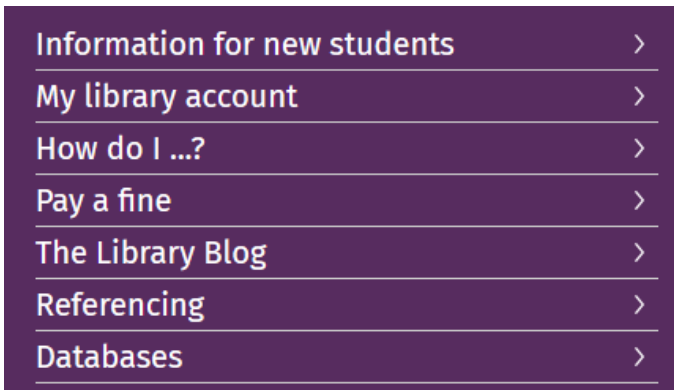 Information for new students
My library account
How do I ...?
Pay a fine
The Library Blog
Referencing
Databases